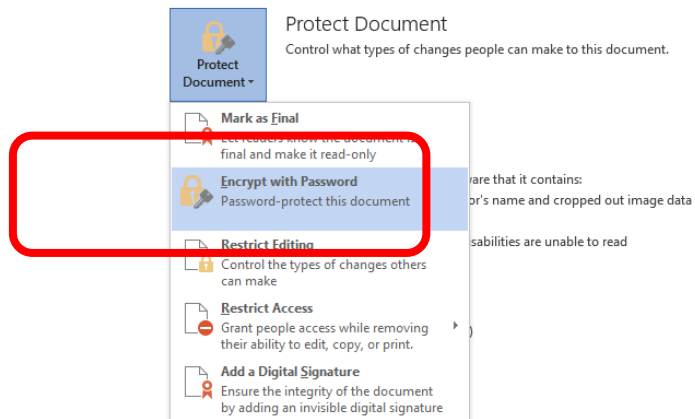 Protect Document
Control what types of changes people can make to this document.
Protect
Document
Mark as Final
Let readers know the document is
final and make it read-only
Encrypt with Password
Password-protect this document
ware that it contains:
or's name and cropped out image data
Restrict Editing
Control the types of changes others
can make
sabilities are unable to read
Restrict Access
Grant people access while removing
their ability to edit, copy, or print.
)
Add a Digital Signature
Ensure the integrity of the document
by adding an invisible digital signature